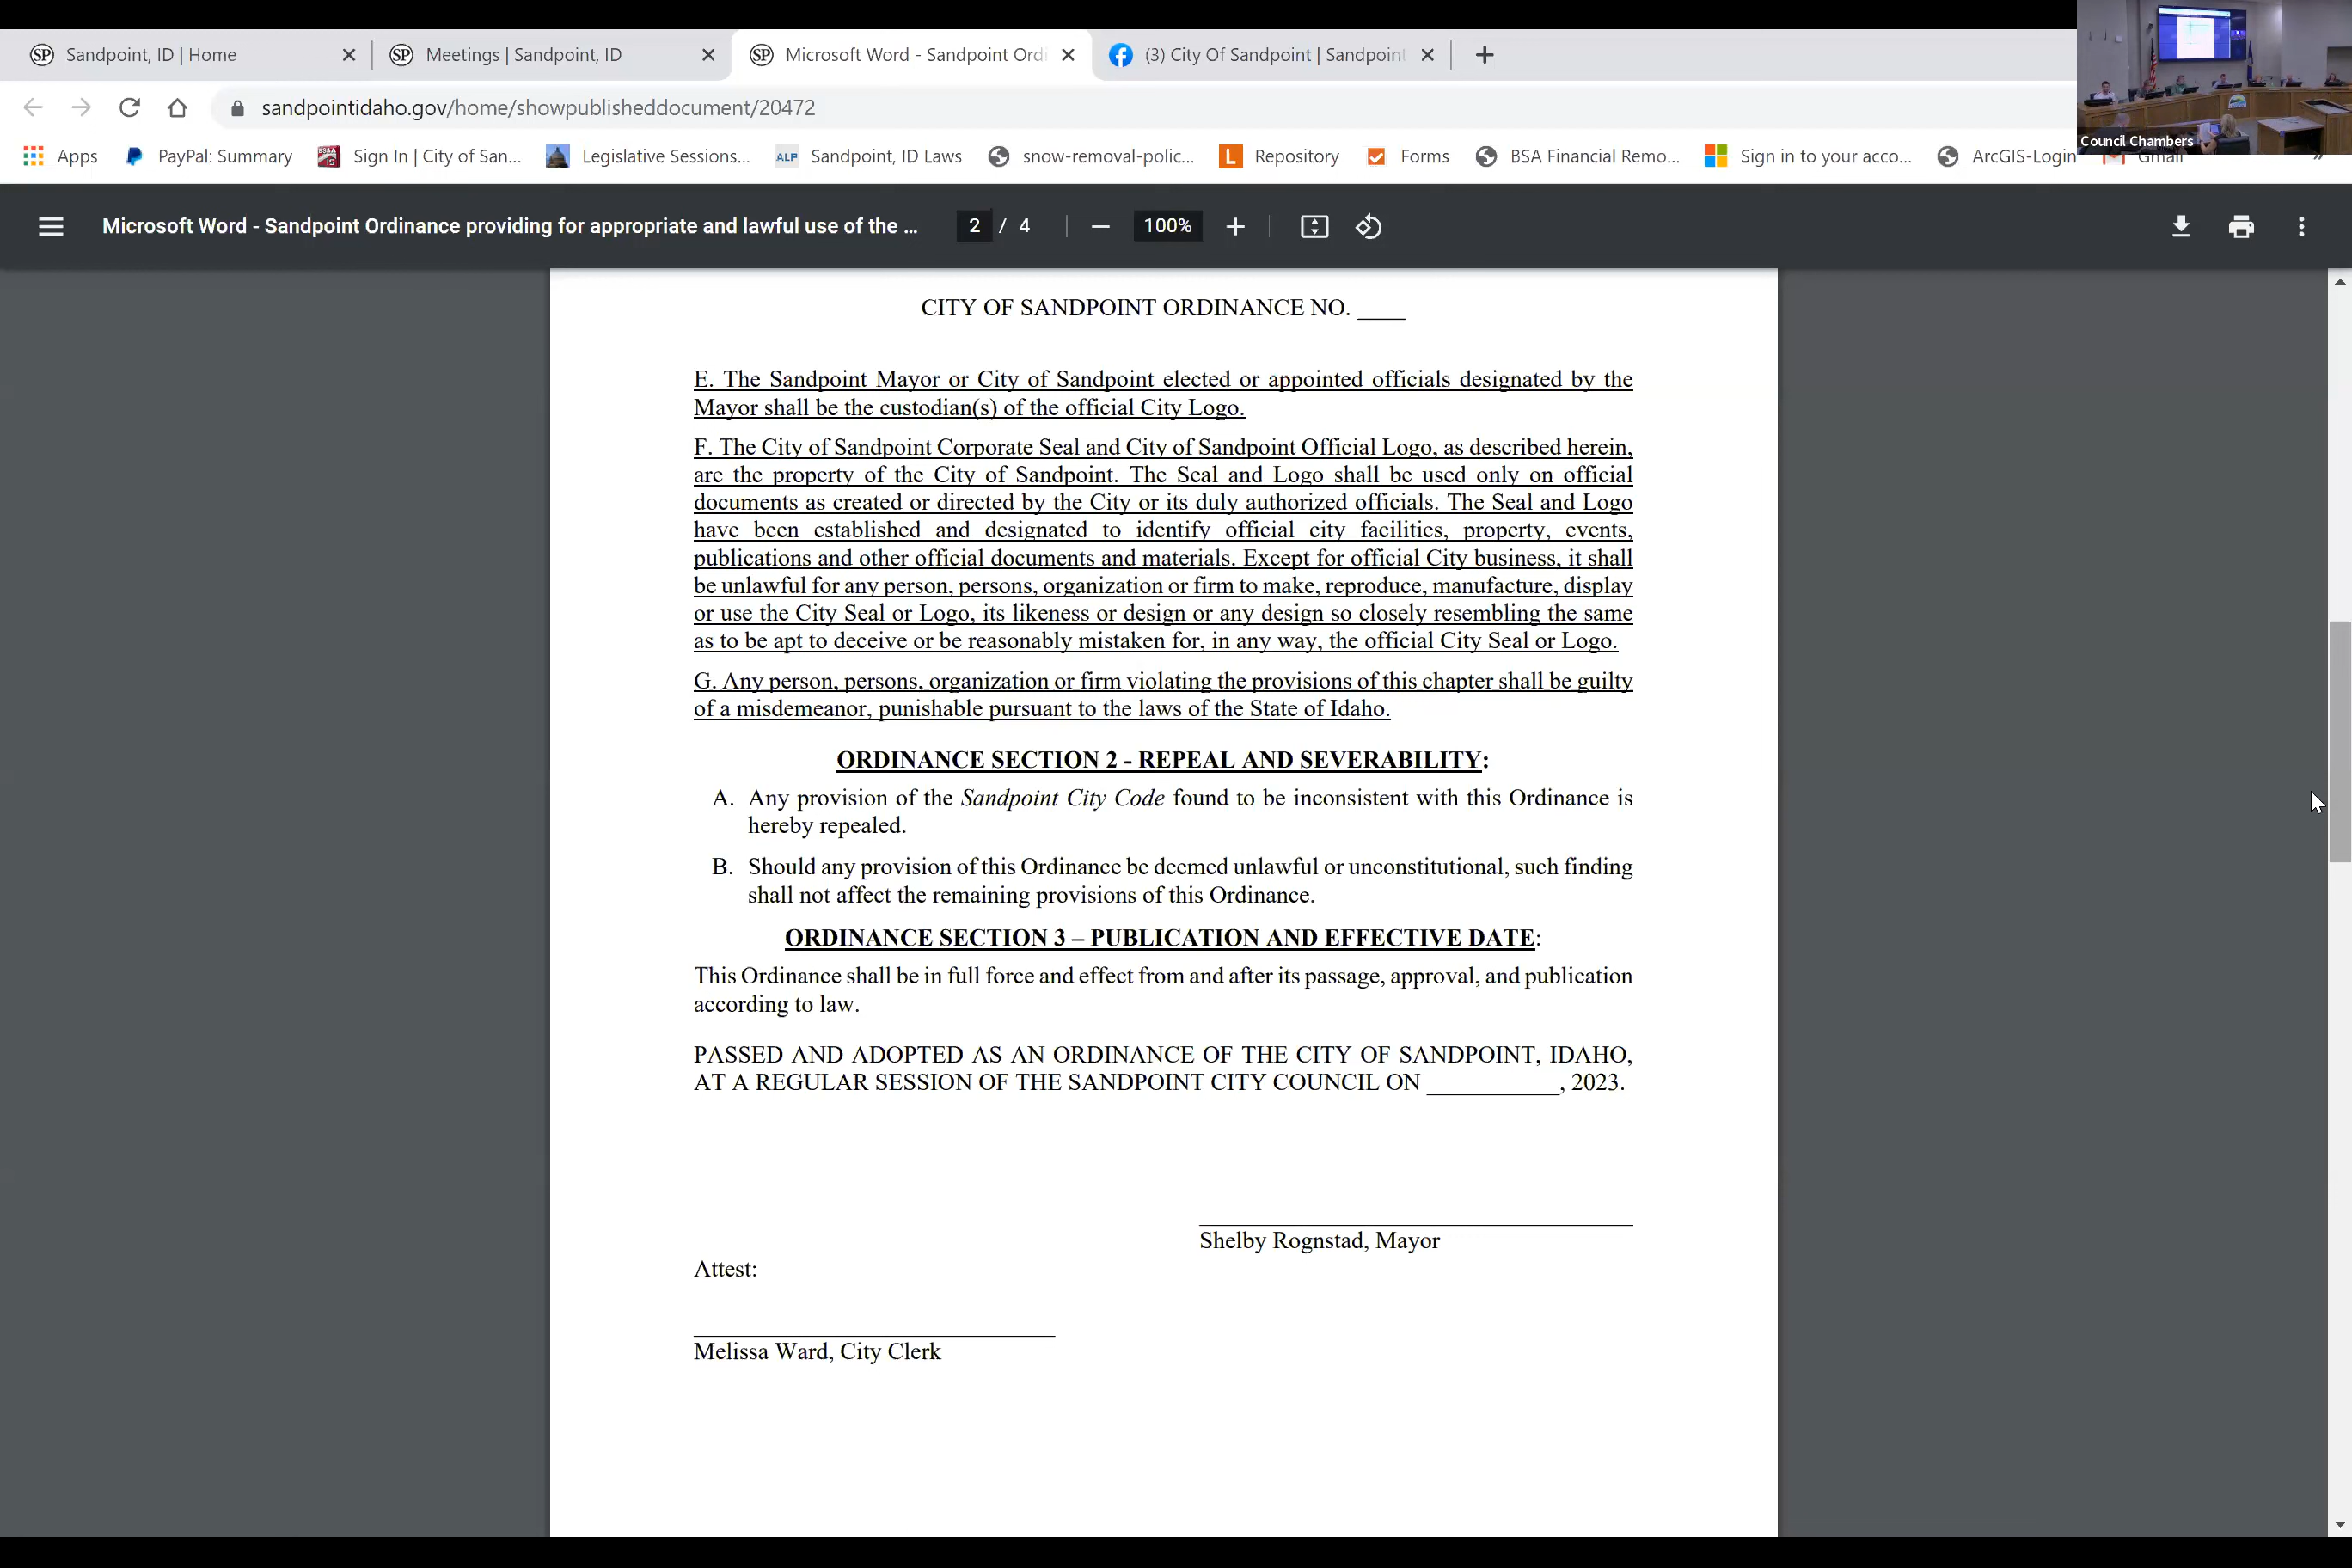 Sandpoint, ID | Home
Meetings | Sandpoint, ID
Microsoft Word - Sandpoint Ordi
(3) City Of Sandpoint | Sandpoint
sandpointidaho.gov/home/showpublisheddocument/20472
Council Chambers
Apps PayPal: Summary Sign In | City of San... Legislative Sessions... ALP Sandpoint, ID Laws snow-removal-polic... Repository Forms BSA Financial Remo... Sign in to your acco... ArcGIS-Login Gmail
Microsoft Word - Sandpoint Ordinance providing for appropriate and lawful use of the ... 2 / 4 100%
CITY OF SANDPOINT ORDINANCE NO. ____
E. The Sandpoint Mayor or City of Sandpoint elected or appointed officials designated by the
Mayor shall be the custodian(s) of the official City Logo.
F. The City of Sandpoint Corporate Seal and City of Sandpoint Official Logo, as described herein,
are the property of the City of Sandpoint. The Seal and Logo shall be used only on official
documents as created or directed by the City or its duly authorized officials. The Seal and Logo
have been established and designated to identify official city facilities, property, events,
publications and other official documents and materials. Except for official City business, it shall
be unlawful for any person, persons, organization or firm to make, reproduce, manufacture, display
or use the City Seal or Logo, its likeness or design or any design so closely resembling the same
as to be apt to deceive or be reasonably mistaken for, in any way, the official City Seal or Logo.
G. Any person, persons, organization or firm violating the provisions of this chapter shall be guilty
of a misdemeanor, punishable pursuant to the laws of the State of Idaho.
ORDINANCE SECTION 2 - REPEAL AND SEVERABILITY:
A. Any provision of the Sandpoint City Code found to be inconsistent with this Ordinance is
hereby repealed.
B. Should any provision of this Ordinance be deemed unlawful or unconstitutional, such finding
shall not affect the remaining provisions of this Ordinance.
ORDINANCE SECTION 3 – PUBLICATION AND EFFECTIVE DATE:
This Ordinance shall be in full force and effect from and after its passage, approval, and publication
according to law.
PASSED AND ADOPTED AS AN ORDINANCE OF THE CITY OF SANDPOINT, IDAHO,
AT A REGULAR SESSION OF THE SANDPOINT CITY COUNCIL ON ___________, 2023.
Shelby Rognstad, Mayor
Attest:
Melissa Ward, City Clerk